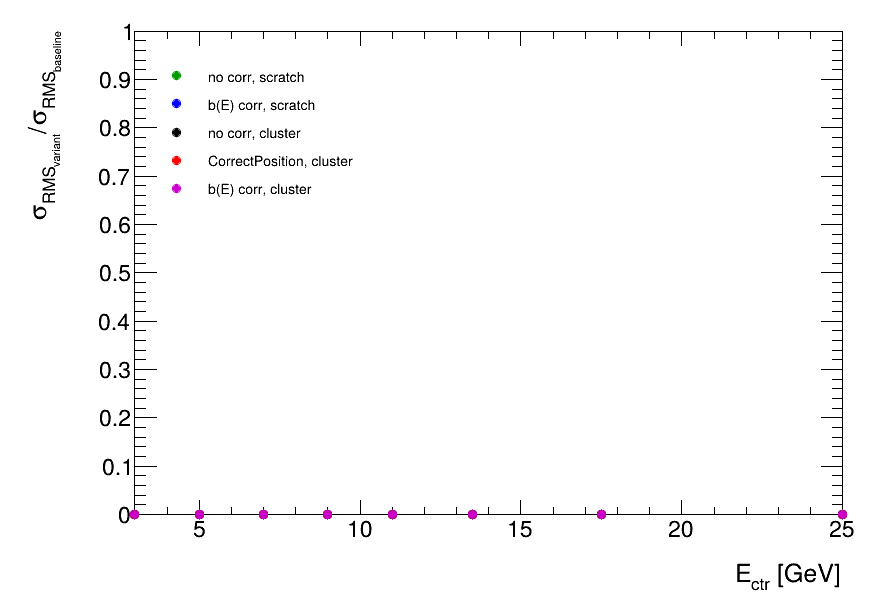 σRMSvariant/σRMSbaseline
1
0.9
0.8
0.7
0.6
0.5
0.4
0.3
0.2
0.1
0
no corr, scratch
b(E) corr, scratch
no corr, cluster
CorrectPosition, cluster
b(E) corr, cluster
5 10 15 20 25
Ectr [GeV]